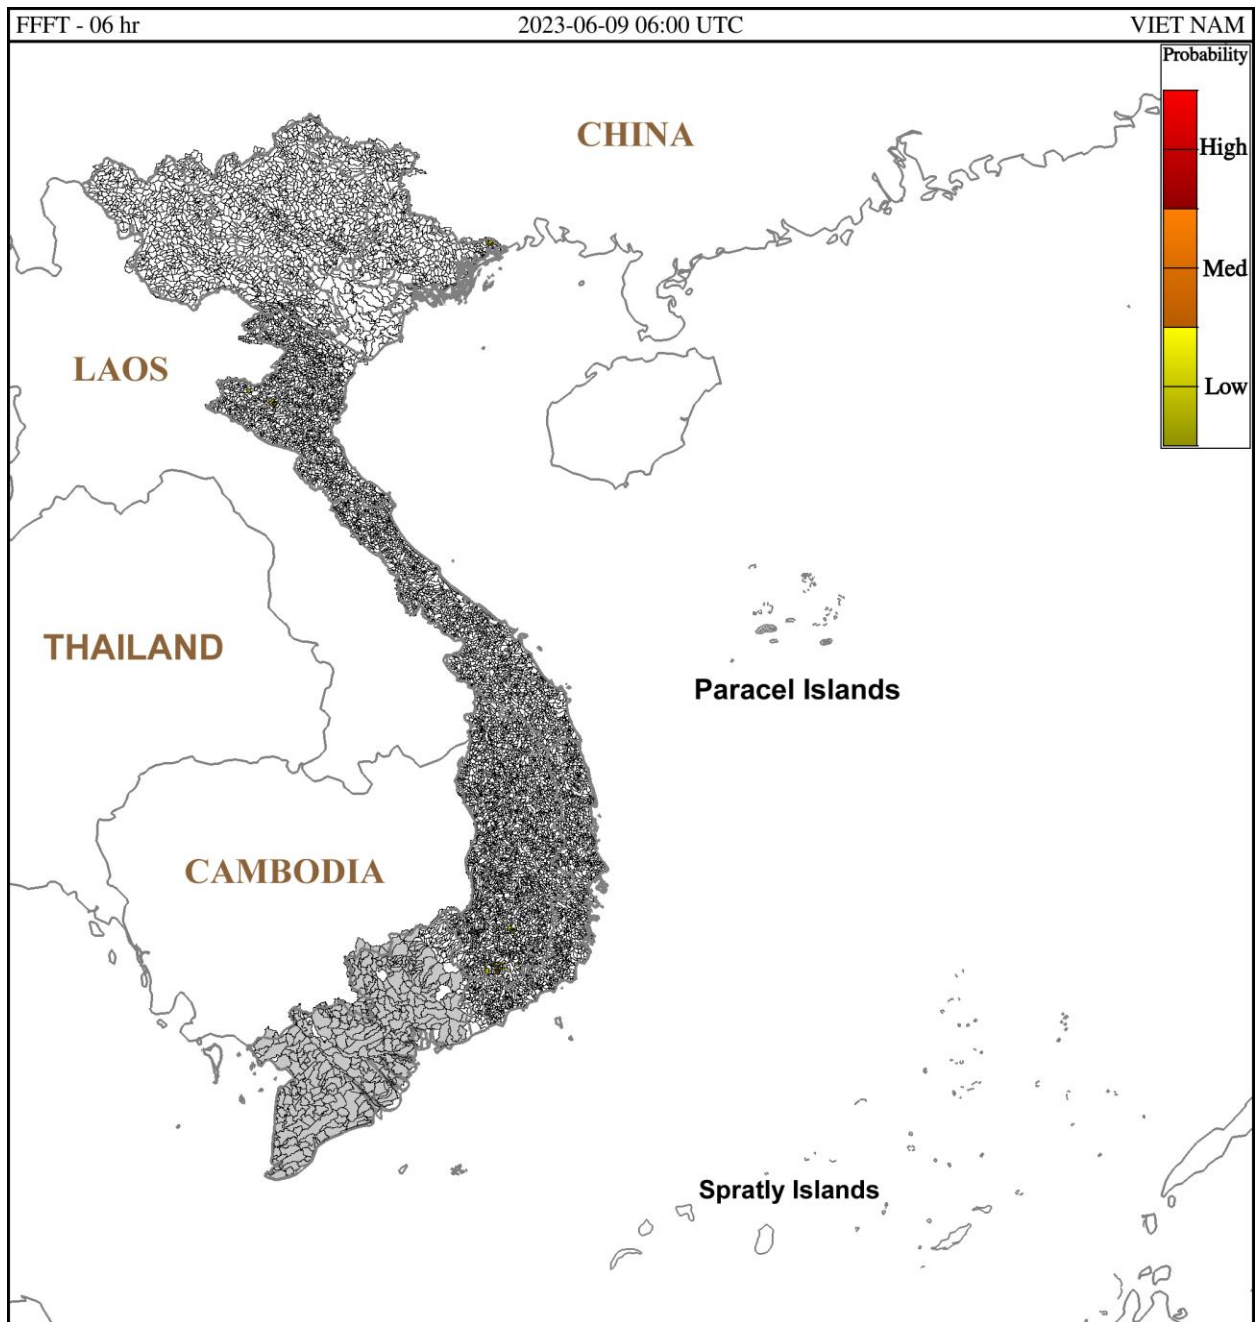 FFFT - 06 hr
2023-06-09 06:00 UTC
VIET NAM
Probability
High
Med
Low
CHINA
LAOS
THAILAND
Paracel Islands
CAMBODIA
Spratly Islands